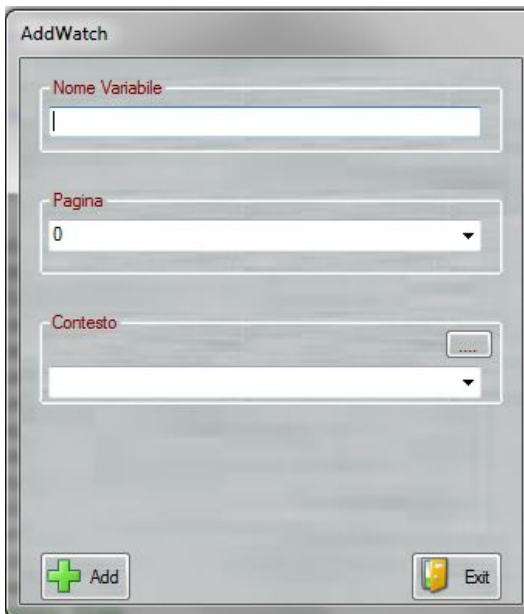 AddWatch
Nome Variabile
Pagina
0
Contesto
....
Add
Exit